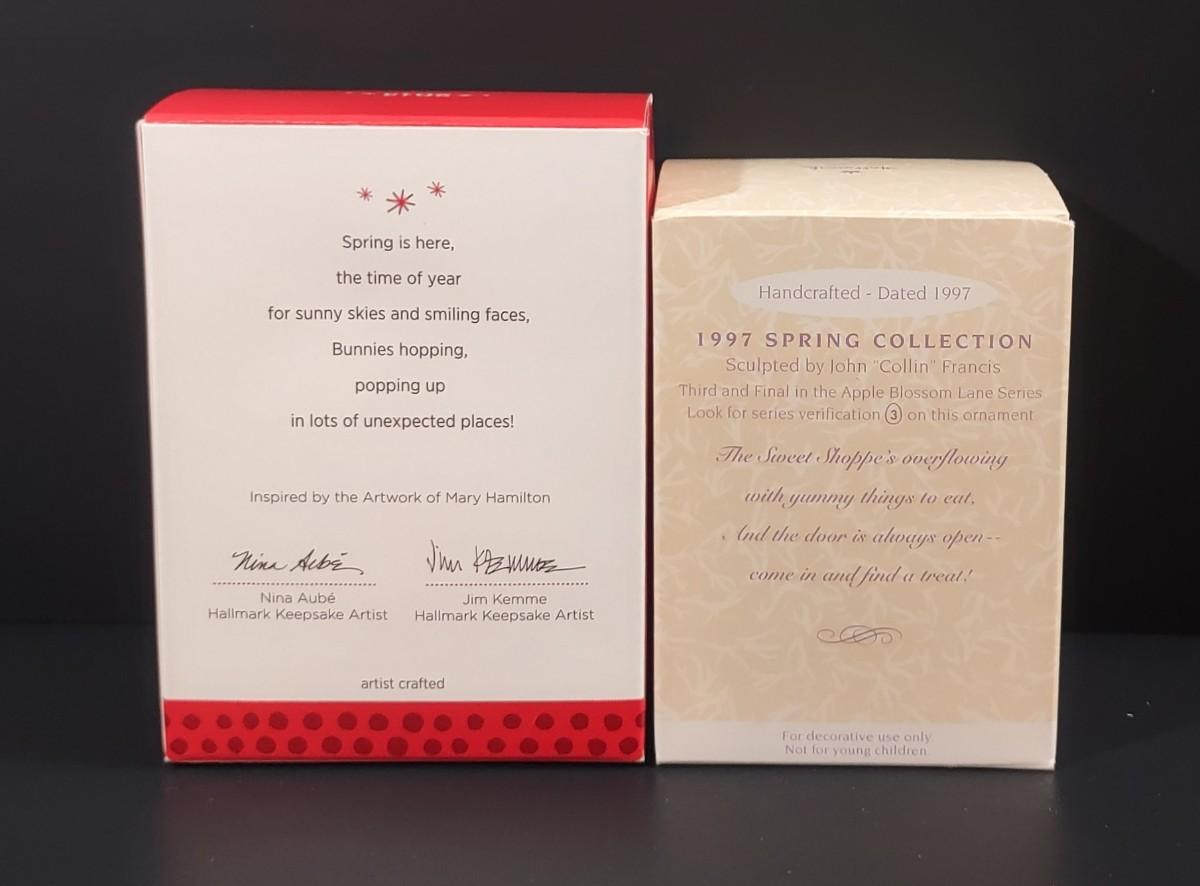 Spring is here,
the time of year
for sunny skies and smiling faces,
Bunnies hopping,
popping up
in lots of unexpected places!
Inspired by the Artwork of Mary Hamilton
Nina Aubé
Jim Kemme
Nina Aubé
Hallmark Keepsake Artist
Jim Kemme
Hallmark Keepsake Artist
artist crafted
Handcrafted - Dated 1997
1997 SPRING COLLECTION
Sculpted by John "Collin" Francis
Third and Final in the Apple Blossom Lane Series
Look for series verification 3 on this ornament
The Sweet Shoppe's overflowing
with yummy things to eat,
And the door is always open--
come in and find a treat!
For decorative use only.
Not for young children.